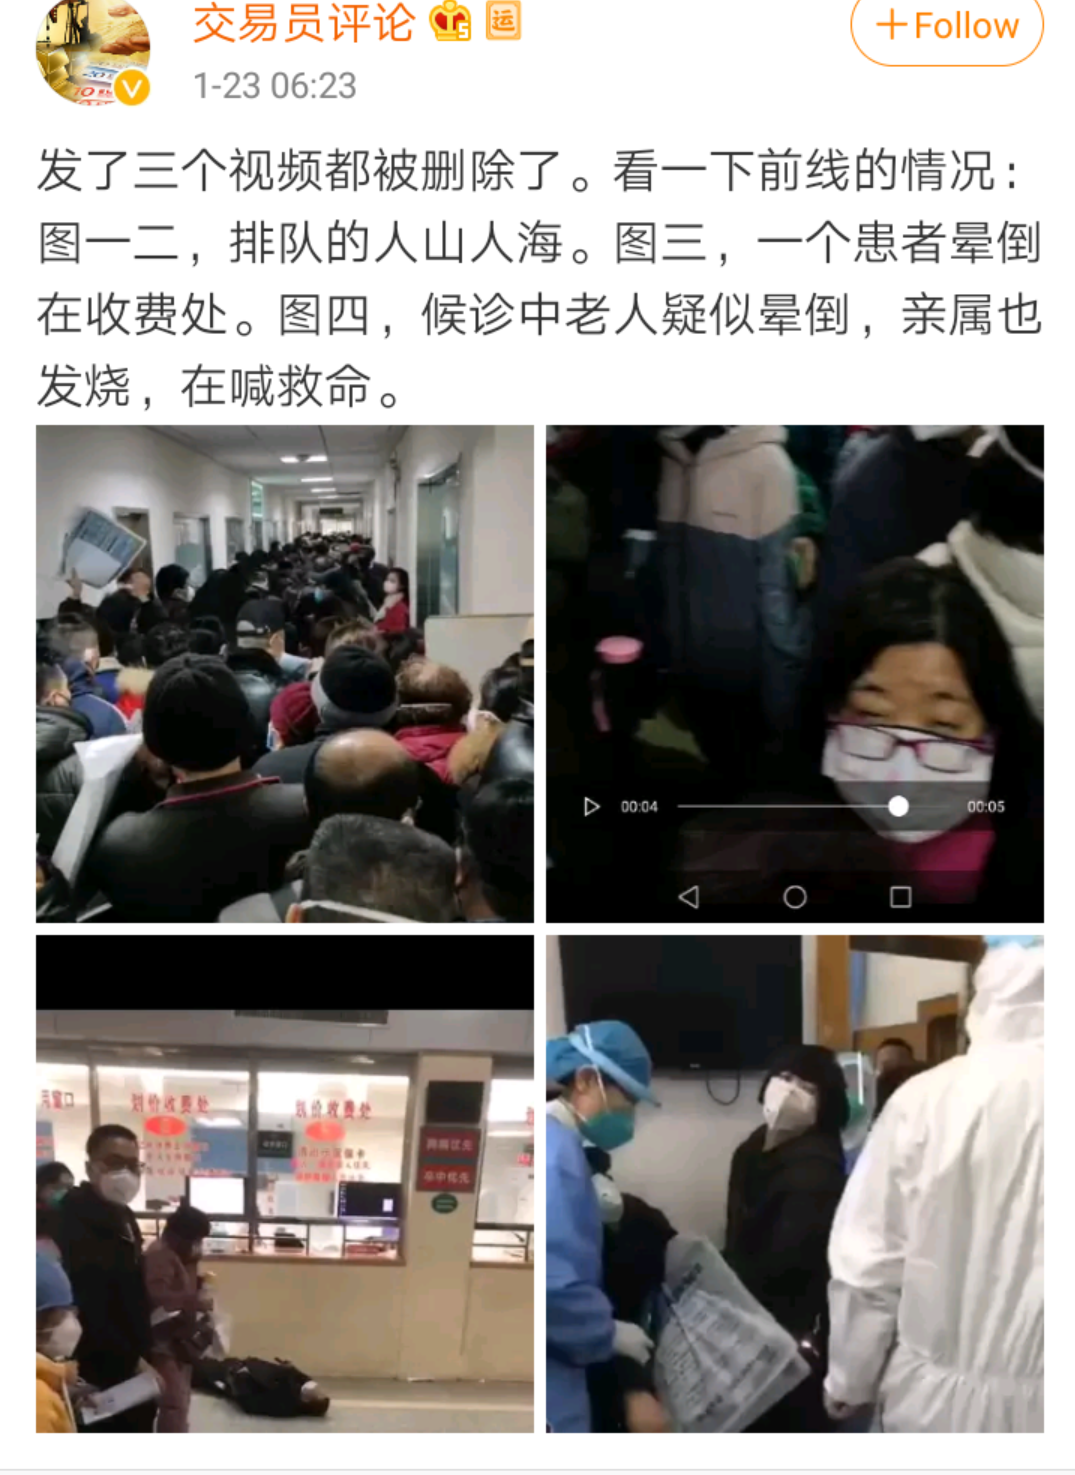 交易员评论
运
+Follow
1-23 06:23
发了三个视频都被删除了。看一下前线的情况：
图一二，排队的人山人海。图三，一个患者晕倒
在收费处。图四，候诊中老人疑似晕倒，亲属也
发烧，在喊救命。
00:04
00:05
划价收费处
划价收费处